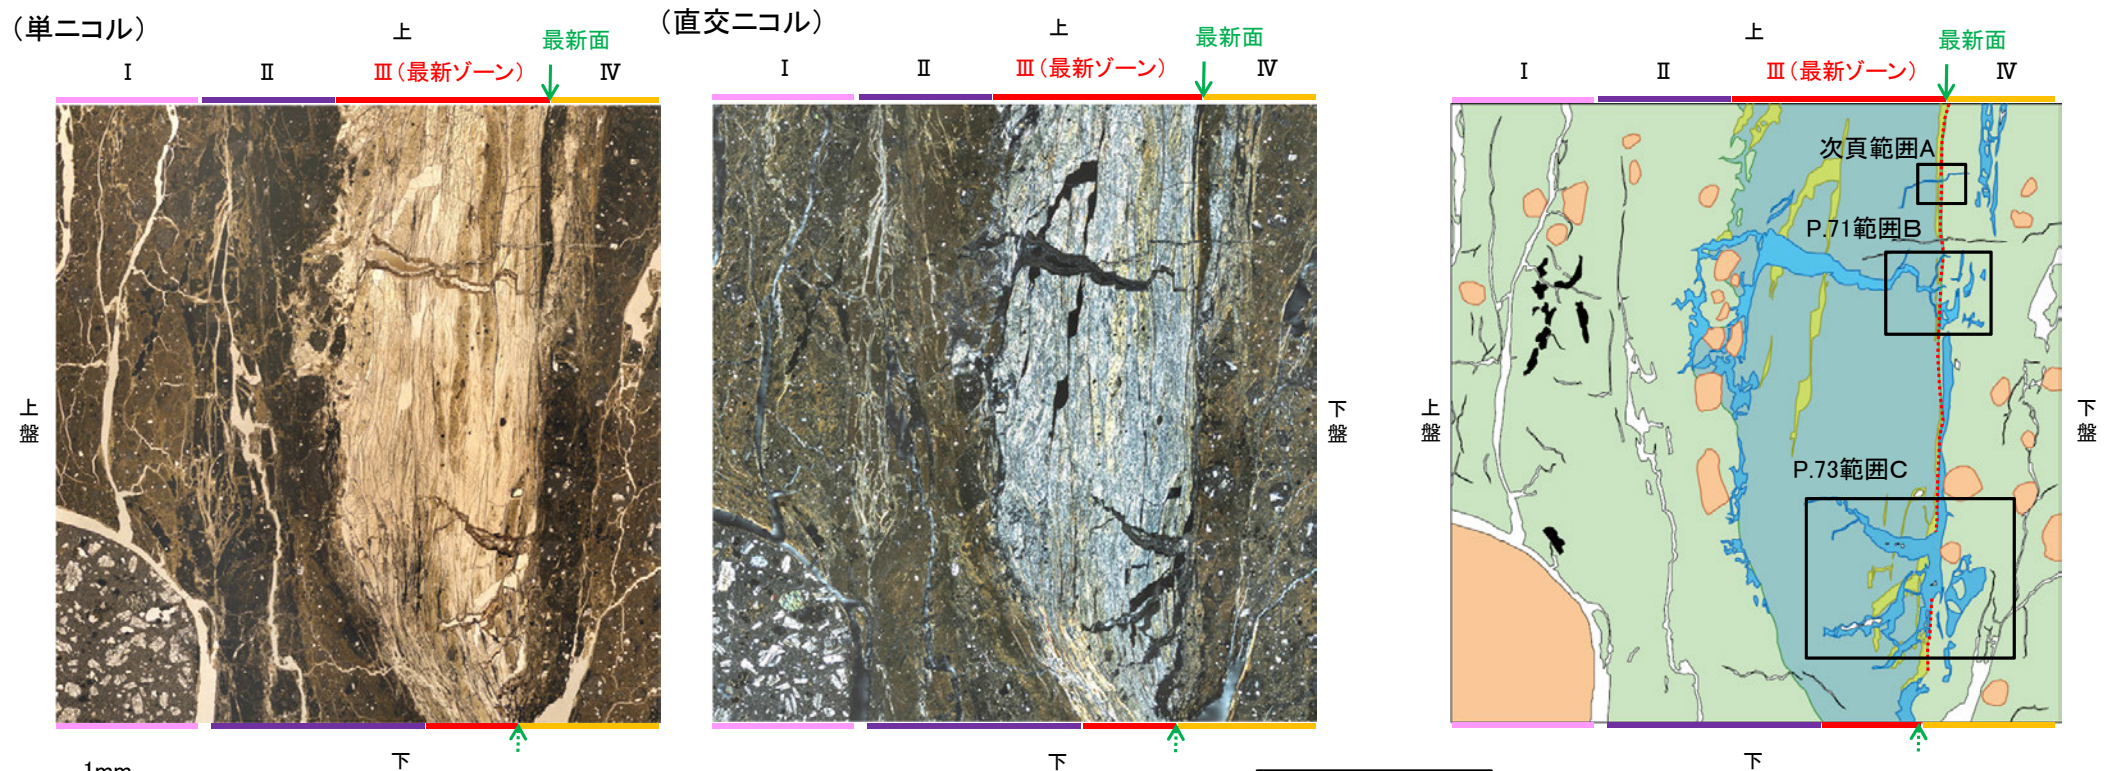 (単ニコル)
上
最新面
Ⅰ
Ⅱ
Ⅲ(最新ゾーン)
Ⅳ
上盤
下
1mm
(直交ニコル)
上
最新面
Ⅰ
Ⅱ
Ⅲ(最新ゾーン)
Ⅳ
下盤
下
上
最新面
Ⅰ
Ⅱ
Ⅲ(最新ゾーン)
Ⅳ
次頁範囲A
P.71範囲B
P.73範囲C
上盤
下盤
下